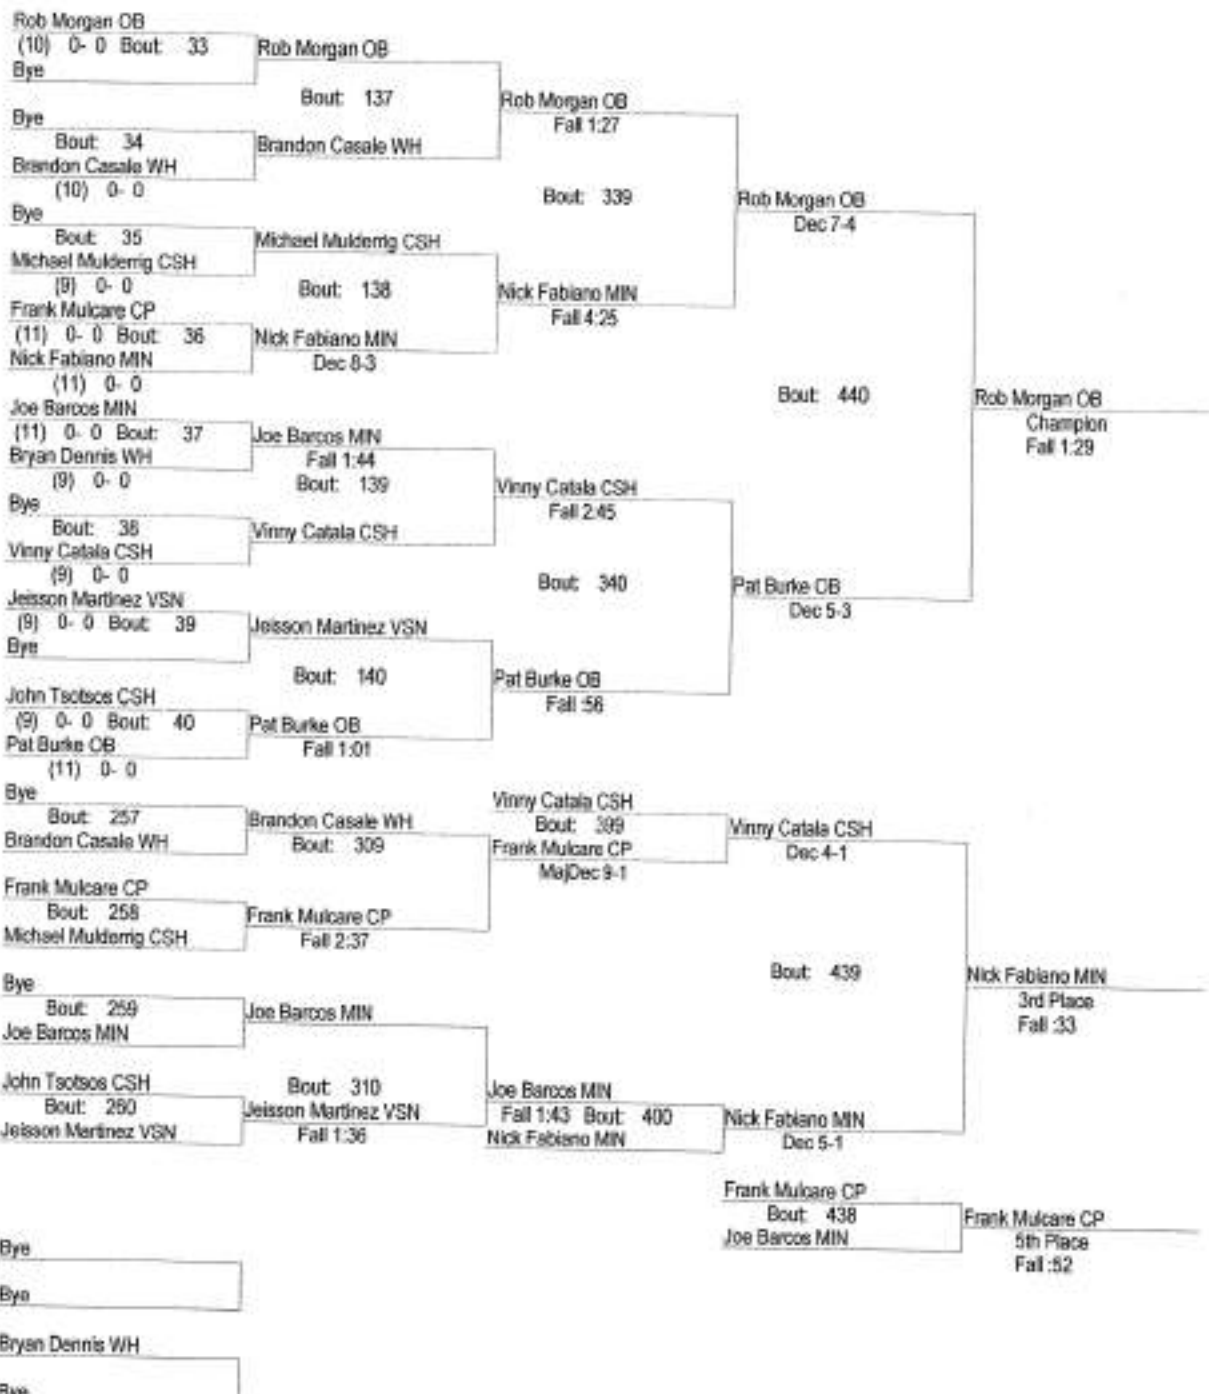 Rob Morgan OB
(10) 0- 0 Bout: 33
Bye
Rob Morgan OB
Bout: 137
Bye
Bout: 34
Brandon Casale WH
(10) 0- 0
Brandon Casale WH
Rob Morgan OB
Fall 1:27
Bout: 339
Bye
Bout: 35
Michael Mulderrig CSH
(9) 0- 0
Michael Mulderrig CSH
Bout: 138
Frank Mulcare CP
(11) 0- 0 Bout: 36
Nick Fabiano MIN
(11) 0- 0
Nick Fabiano MIN
Dec 8-3
Nick Fabiano MIN
Fall 4:25
Rob Morgan OB
Dec 7-4
Bout: 440
Rob Morgan OB
Champion
Fall 1:29
Joe Barcos MIN
(11) 0- 0 Bout: 37
Bryan Dennis WH
(9) 0- 0
Joe Barcos MIN
Fall 1:44
Bout: 139
Bye
Bout: 38
Vinny Catala CSH
(9) 0- 0
Vinny Catala CSH
Vinny Catala CSH
Fall 2:45
Bout: 340
Jeisson Martinez VSN
(9) 0- 0 Bout: 39
Bye
Jeisson Martinez VSN
Bout: 140
John Tsotsos CSH
(9) 0- 0 Bout: 40
Pat Burke OB
(11) 0- 0
Pat Burke OB
Fall 1:01
Pat Burke OB
Fall :56
Pat Burke OB
Dec 5-3
Bye
Bout: 257
Brandon Casale WH
Brandon Casale WH
Bout: 309
Frank Mulcare CP
Bout: 258
Michael Mulderrig CSH
Frank Mulcare CP
Fall 2:37
Vinny Catala CSH
Bout: 399
Frank Mulcare CP
MajDec 9-1
Vinny Catala CSH
Dec 4-1
Bout: 439
Nick Fabiano MIN
3rd Place
Fall :33
Bye
Bout: 259
Joe Barcos MIN
Joe Barcos MIN
Bout: 310
John Tsotsos CSH
Bout: 260
Jeisson Martinez VSN
Jeisson Martinez VSN
Fall 1:36
Joe Barcos MIN
Fall 1:43 Bout: 400
Nick Fabiano MIN
Nick Fabiano MIN
Dec 5-1
Frank Mulcare CP
Bout: 438
Joe Barcos MIN
Frank Mulcare CP
5th Place
Fall :52
Bye
Bye
Bryan Dennis WH
Bye